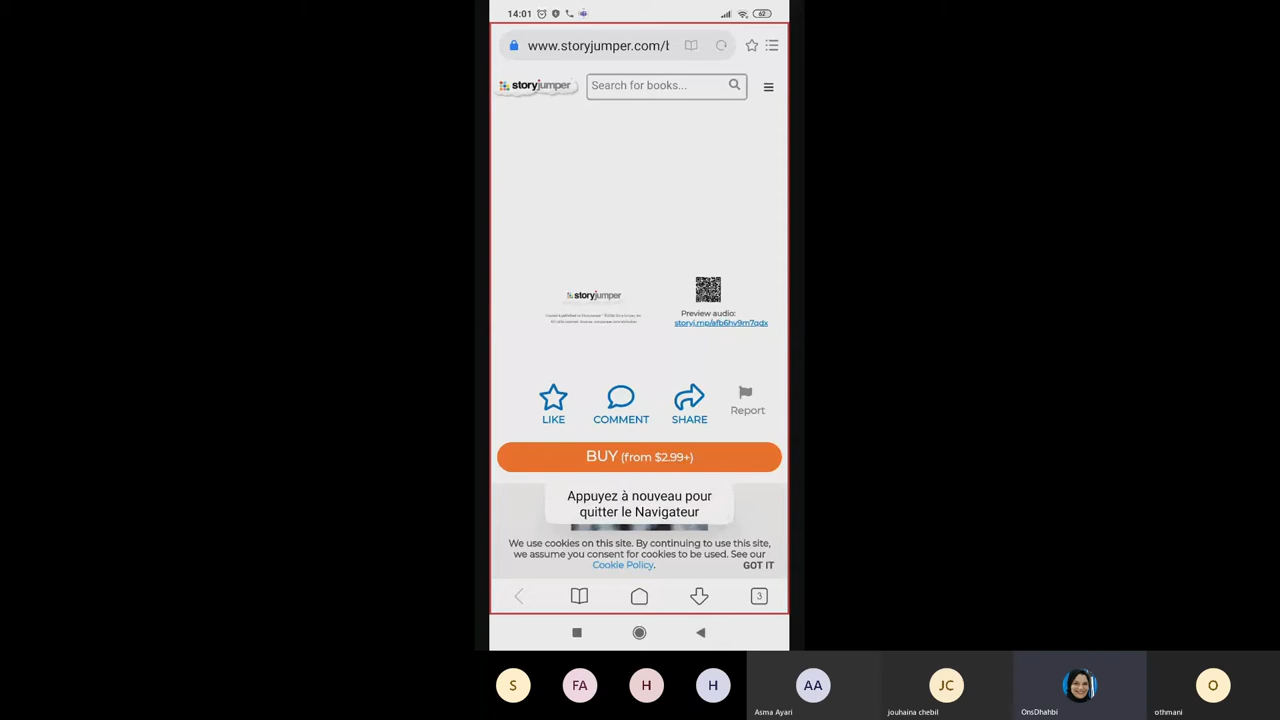 14:01
62
www.storyjumper.com/b
storyjumper
Search for books...
storyjumper
Preview audio:
storyj.mp/afb6hv9m7qdx
LIKE
COMMENT
SHARE
Report
BUY (from $2.99+)
Appuyez à nouveau pour
quitter le Navigateur
We use cookies on this site. By continuing to use this site,
we assume you consent for cookies to be used. See our
Cookie Policy.
GOT IT
3
S
FA
H
H
AA
JC
O
Asma Ayari
jouhaina chebil
OnsDhahbi
othmani